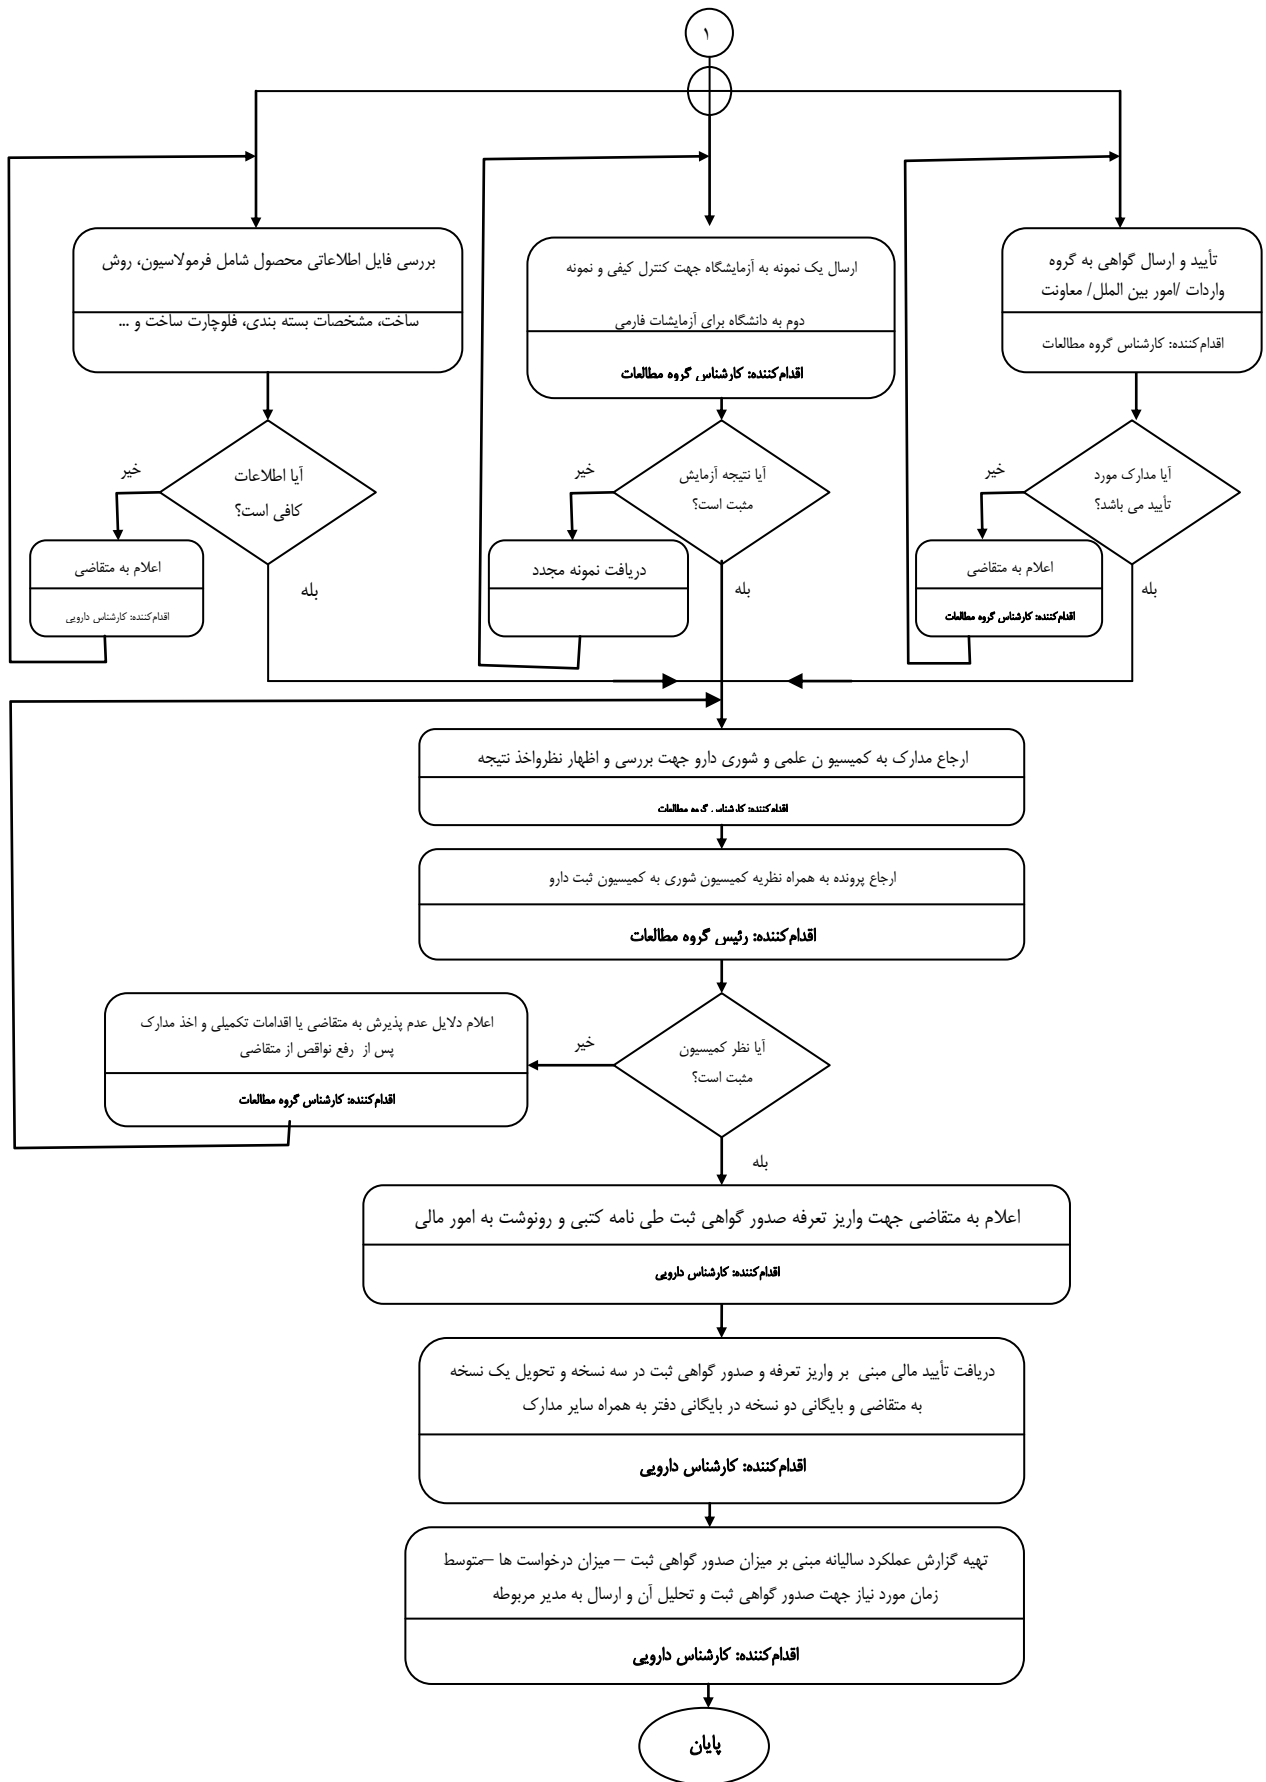 ۱
تأیید و ارسال گواهی به گروه
واردات /امور بین الملل/ معاونت
اقدام‌کننده: کارشناس گروه مطالعات
ارسال یک نمونه به آزمایشگاه جهت کنترل کیفی و نمونه
دوم به دانشگاه برای آزمایشات فارمی
اقدام‌کننده: کارشناس گروه مطالعات
بررسی فایل اطلاعاتی محصول شامل فرمولاسیون، روش
ساخت، مشخصات بسته بندی، فلوچارت ساخت و ...
آیا مدارک مورد
تأیید می باشد؟
خیر
بله
اعلام به متقاضی
اقدام‌کننده: کارشناس گروه مطالعات
آیا نتیجه آزمایش
مثبت است؟
خیر
بله
دریافت نمونه مجدد
آیا اطلاعات
کافی است؟
خیر
بله
اعلام به متقاضی
اقدام‌کننده: کارشناس دارویی
ارجاع مدارک به کمیسیو ن علمی و شوری دارو جهت بررسی و اظهار نظرواخذ نتیجه
اقدام‌کننده: کارشناس گروه مطالعات
ارجاع پرونده به همراه نظریه کمیسیون شوری به کمیسیون ثبت دارو
اقدام‌کننده: رئیس گروه مطالعات
آیا نظر کمیسیون
مثبت است؟
خیر
بله
اعلام دلایل عدم پذیرش به متقاضی یا اقدامات تکمیلی و اخذ مدارک
پس از رفع نواقص از متقاضی
اقدام‌کننده: کارشناس گروه مطالعات
اعلام به متقاضی جهت واریز تعرفه صدور گواهی ثبت طی نامه کتبی و رونوشت به امور مالی
اقدام‌کننده: کارشناس دارویی
دریافت تأیید مالی مبنی بر واریز تعرفه و صدور گواهی ثبت در سه نسخه و تحویل یک نسخه
به متقاضی و بایگانی دو نسخه در بایگانی دفتر به همراه سایر مدارک
اقدام‌کننده: کارشناس دارویی
تهیه گزارش عملکرد سالیانه مبنی بر میزان صدور گواهی ثبت – میزان درخواست ها –متوسط
زمان مورد نیاز جهت صدور گواهی ثبت و تحلیل آن و ارسال به مدیر مربوطه
اقدام‌کننده: کارشناس دارویی
پایان